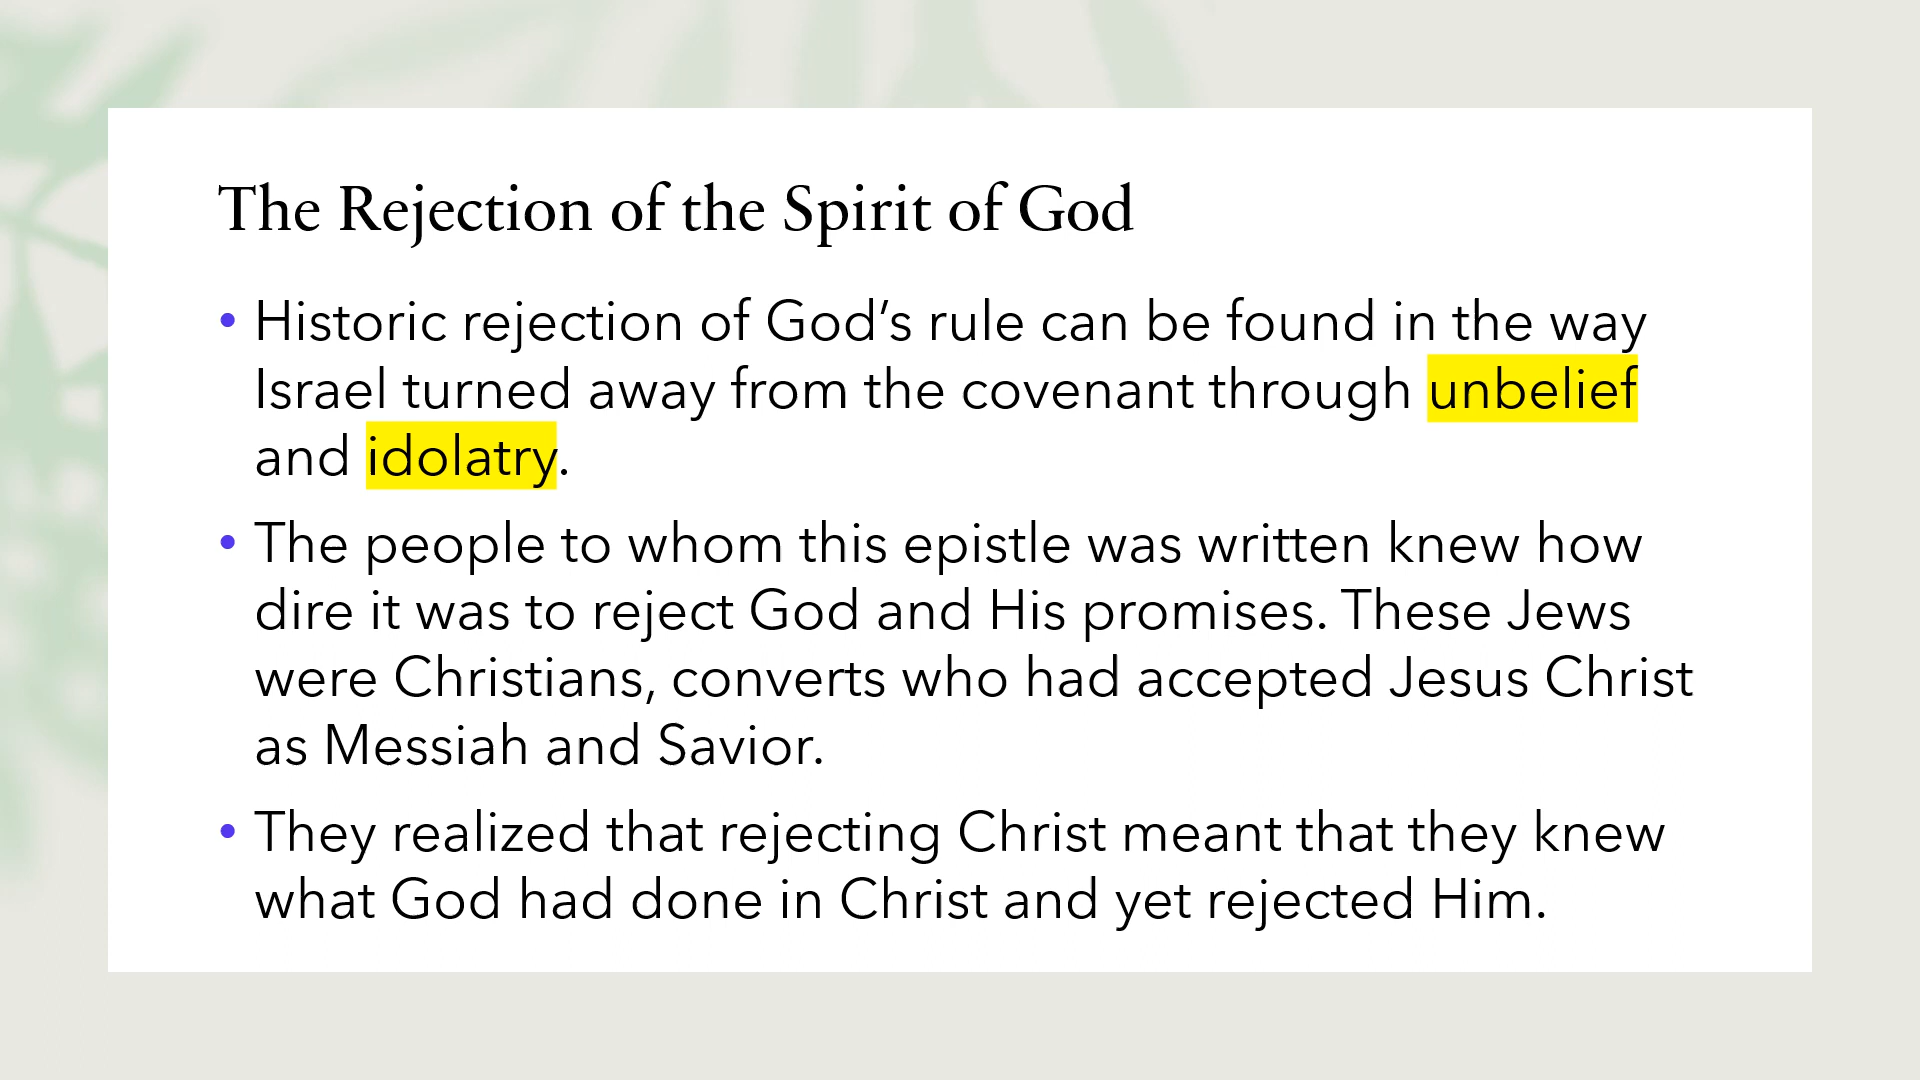 The Rejection of the Spirit of God
• Historic rejection of God’s rule can be found in the way
Israel turned away from the covenant through unbelief
and idolatry.
• The people to whom this epistle was written knew how
dire it was to reject God and His promises. These Jews
were Christians, converts who had accepted Jesus Christ
as Messiah and Savior.
• They realized that rejecting Christ meant that they knew
what God had done in Christ and yet rejected Him.